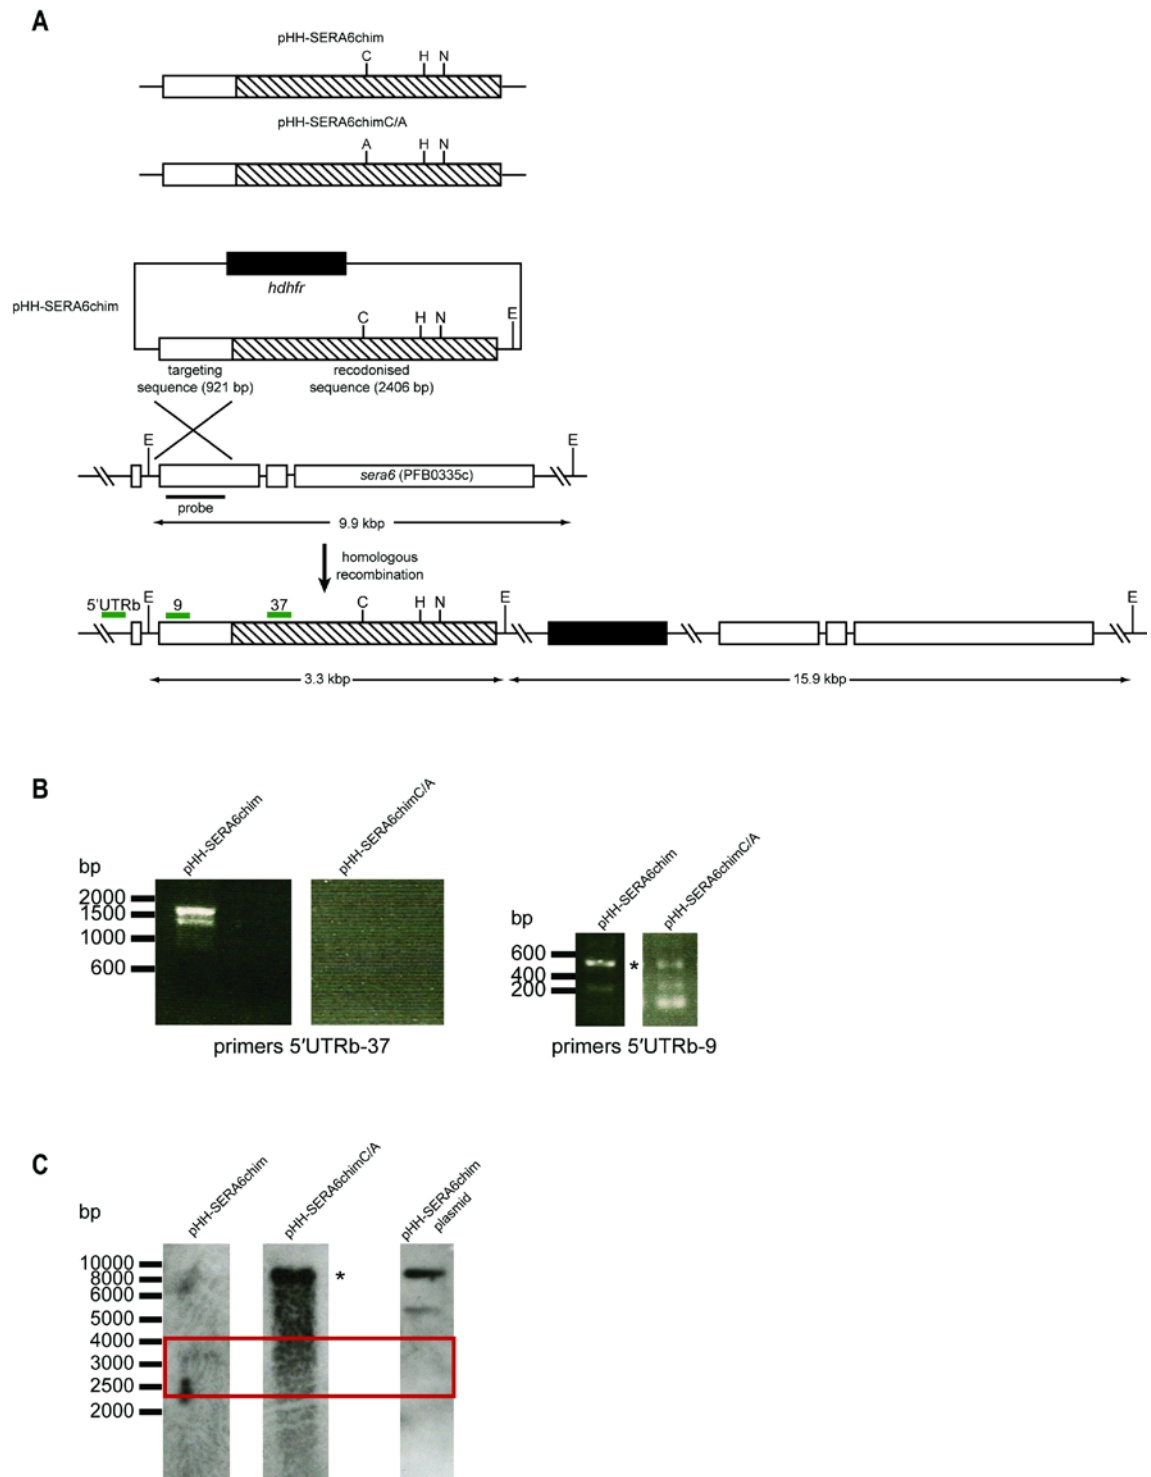 A
pHH-SERA6chim
C H N
pHH-SERA6chimC/A
A H N
hdhfr
pHH-SERA6chim
C H N E
targeting sequence (921 bp)
recodonised sequence (2406 bp)
E E
sera6 (PFB0335c)
probe
9.9 kbp
homologous recombination
5'UTRb E 9 37 C H N E E
3.3 kbp 15.9 kbp
B
pHH-SERA6chim
pHH-SERA6chimC/A
bp
2000
1500
1000
600
primers 5'UTRb-37
pHH-SERA6chim
pHH-SERA6chimC/A
bp
600
400
200
*
primers 5'UTRb-9
C
pHH-SERA6chim
pHH-SERA6chimC/A
pHH-SERA6chim plasmid
bp
10000
8000
6000
5000
4000
3000
2500
2000
*